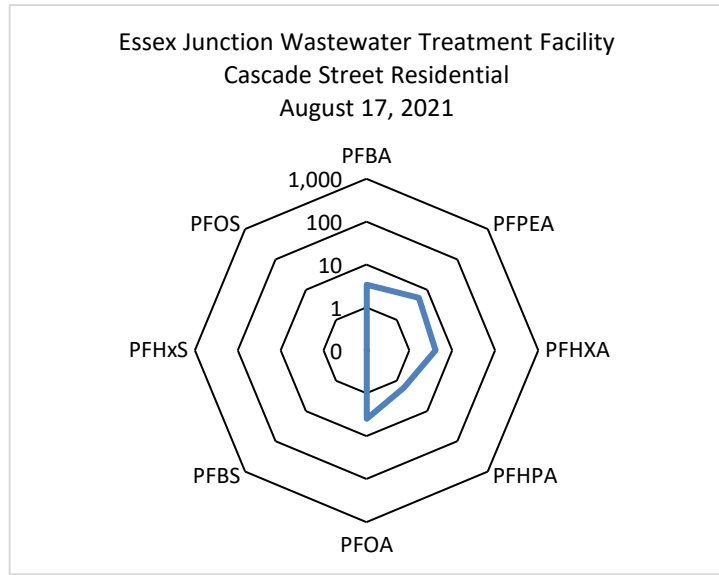 Essex Junction Wastewater Treatment Facility
Cascade Street Residential
August 17, 2021
PFBA
1,000
PFOS
100
PFPEA
10
1
PFHxS
0
PFHXA
PFBS
PFHPA
PFOA